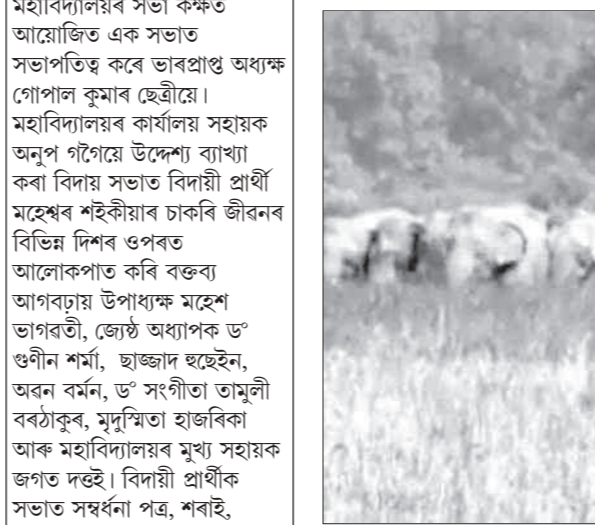 মহাবিদ্যালয়ৰ সভা কক্ষত
আয়োজিত এক সভাত
সভাপতিত্ব কৰে ভাৰপ্ৰাপ্ত অধ্যক্ষ
গোপাল কুমাৰ ছেত্ৰীয়ে।
মহাবিদ্যালয়ৰ কাৰ্যালয় সহায়ক
অনুপ গগৈয়ে উদ্দেশ্য ব্যাখ্যা
কৰা বিদায় সভাত বিদায়ী প্ৰাৰ্থী
মহেশ্বৰ শইকীয়াৰ চাকৰি জীৱনৰ
বিভিন্ন দিশৰ ওপৰত
আলোকপাত কৰি বক্তব্য
আগবঢ়ায় উপাধ্যক্ষ মহেশ
ভাগৱতী, জ্যেষ্ঠ অধ্যাপক ড°
গুণীন শৰ্মা, ছাজ্জাদ হুছেইন,
অৱন বৰ্মন, ড° সংগীতা তামুলী
বৰঠাকুৰ, মৃদুস্মিতা হাজৰিকা
আৰু মহাবিদ্যালয়ৰ মুখ্য সহায়ক
জগত দত্তই। বিদায়ী প্ৰাৰ্থীক
সভাত সম্বৰ্ধনা পত্ৰ, শৰাই,